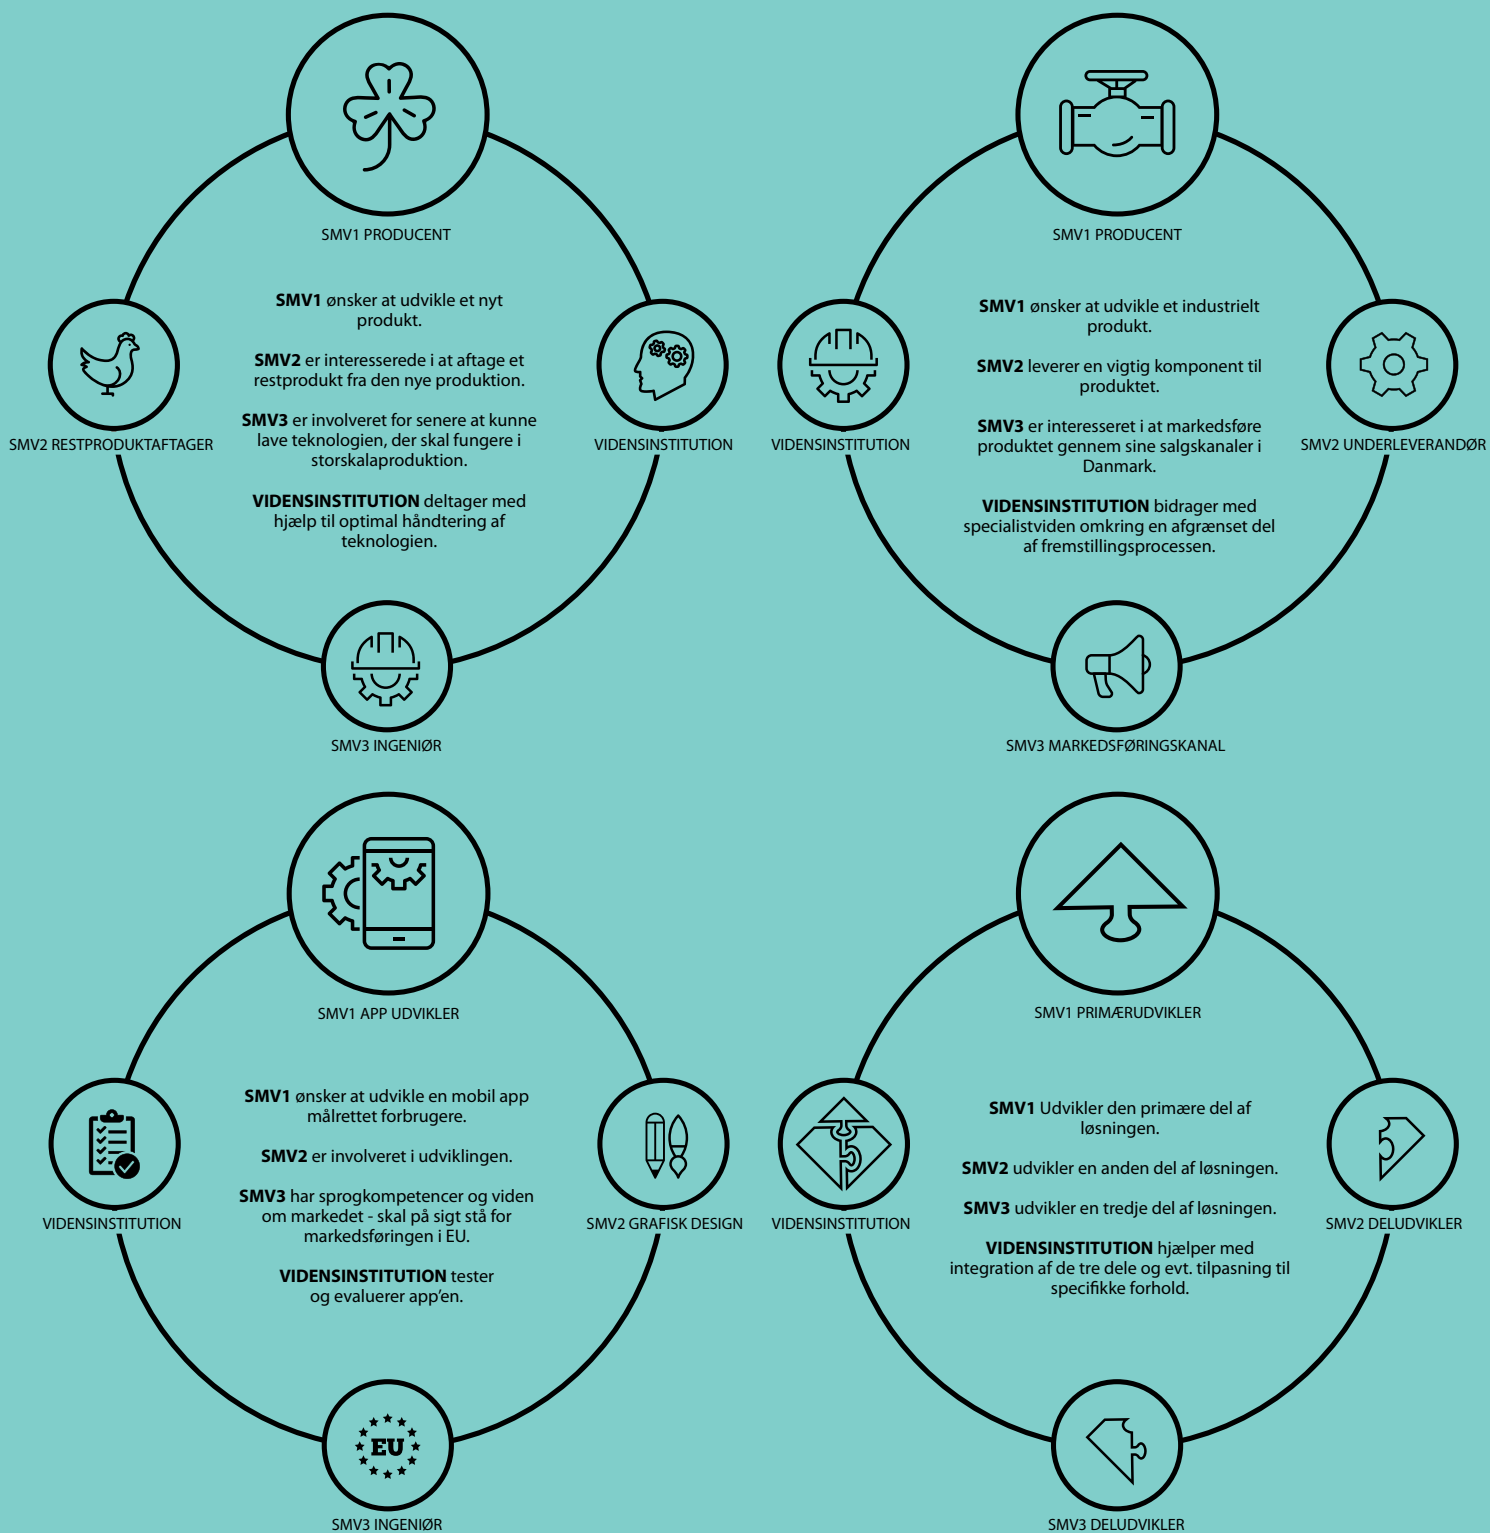 SMV1 PRODUCENT
SMV1 ønsker at udvikle et nyt
produkt.
SMV2 er interesserede i at aftage et
restprodukt fra den nye produktion.
SMV3 er involveret for senere at kunne
lave teknologien, der skal fungere i
storskalaproduktion.
VIDENSINSTITUTION deltager med
hjælp til optimal håndtering af
teknologien.
SMV2 RESTPRODUKTAFTAGER
VIDENSINSTITUTION
SMV3 INGENIØR
SMV1 PRODUCENT
SMV1 ønsker at udvikle et industrielt
produkt.
SMV2 leverer en vigtig komponent til
produktet.
SMV3 er interesseret i at markedsføre
produktet gennem sine salgskanaler i
Danmark.
VIDENSINSTITUTION bidrager med
specialistviden omkring en afgrænset del
af fremstillingsprocessen.
VIDENSINSTITUTION
SMV2 UNDERLEVERANDØR
SMV3 MARKEDSFØRINGSKANAL
SMV1 APP UDVIKLER
SMV1 ønsker at udvikle en mobil app
målrettet forbrugere.
SMV2 er involveret i udviklingen.
SMV3 har sprogkompetencer og viden
om markedet - skal på sigt stå for
markedsføringen i EU.
VIDENSINSTITUTION tester
og evaluerer app'en.
VIDENSINSTITUTION
SMV2 GRAFISK DESIGN
EU
SMV3 INGENIØR
SMV1 PRIMÆRUDVIKLER
SMV1 Udvikler den primære del af
løsningen.
SMV2 udvikler en anden del af løsningen.
SMV3 udvikler en tredje del af løsningen.
VIDENSINSTITUTION hjælper med
integration af de tre dele og evt. tilpasning til
specifikke forhold.
VIDENSINSTITUTION
SMV2 DELUDVIKLER
SMV3 DELUDVIKLER